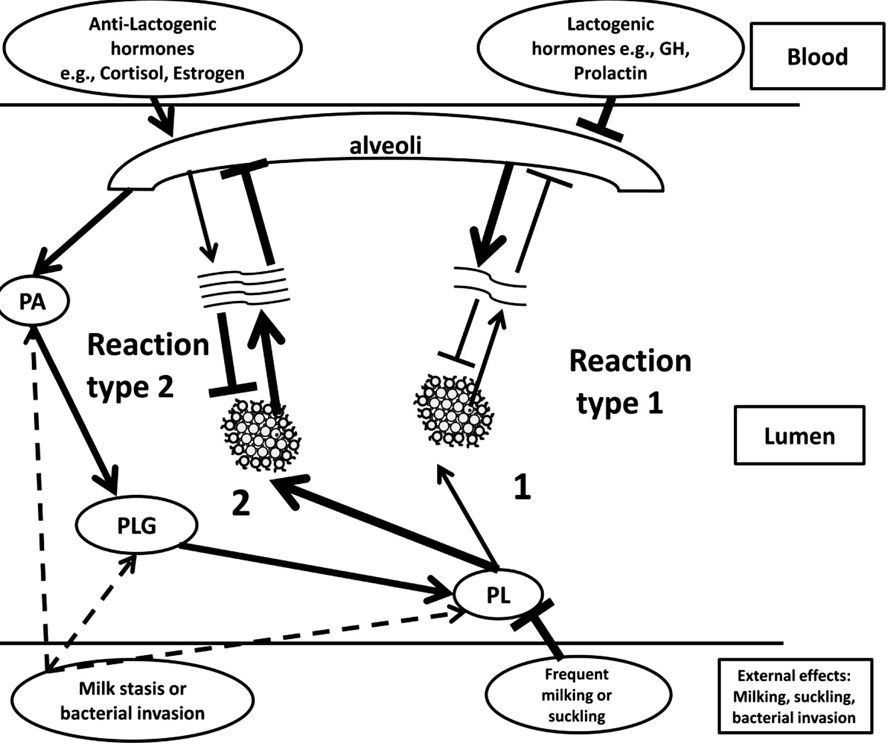 Anti-Lactogenic
hormones
e.g., Cortisol, Estrogen
Lactogenic
hormones e.g., GH,
Prolactin
Blood
alveoli
PA
Reaction
type 2
Reaction
type 1
Lumen
2
1
PLG
PL
Milk stasis or
bacterial invasion
Frequent
milking or
suckling
External effects:
Milking, suckling,
bacterial invasion